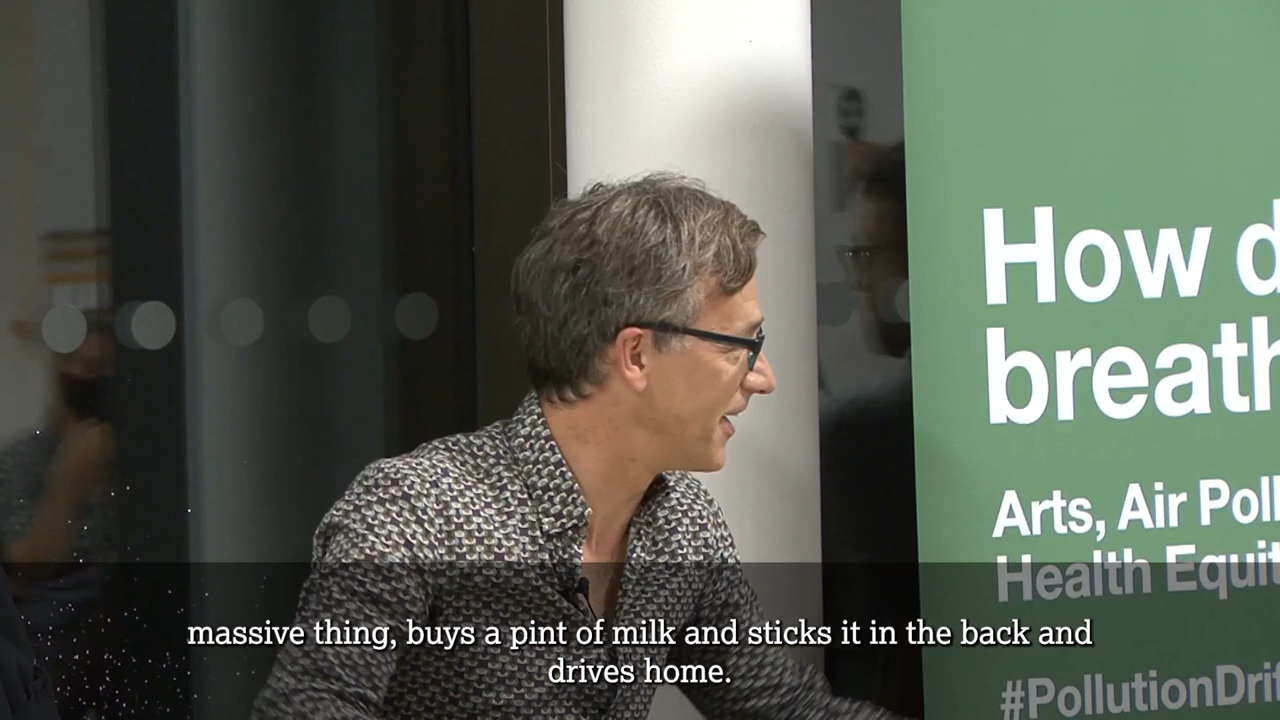 How d
breath
Arts, Air Poll
Health Equit
#PollutionDrif
massive thing, buys a pint of milk and sticks it in the back and
drives home.